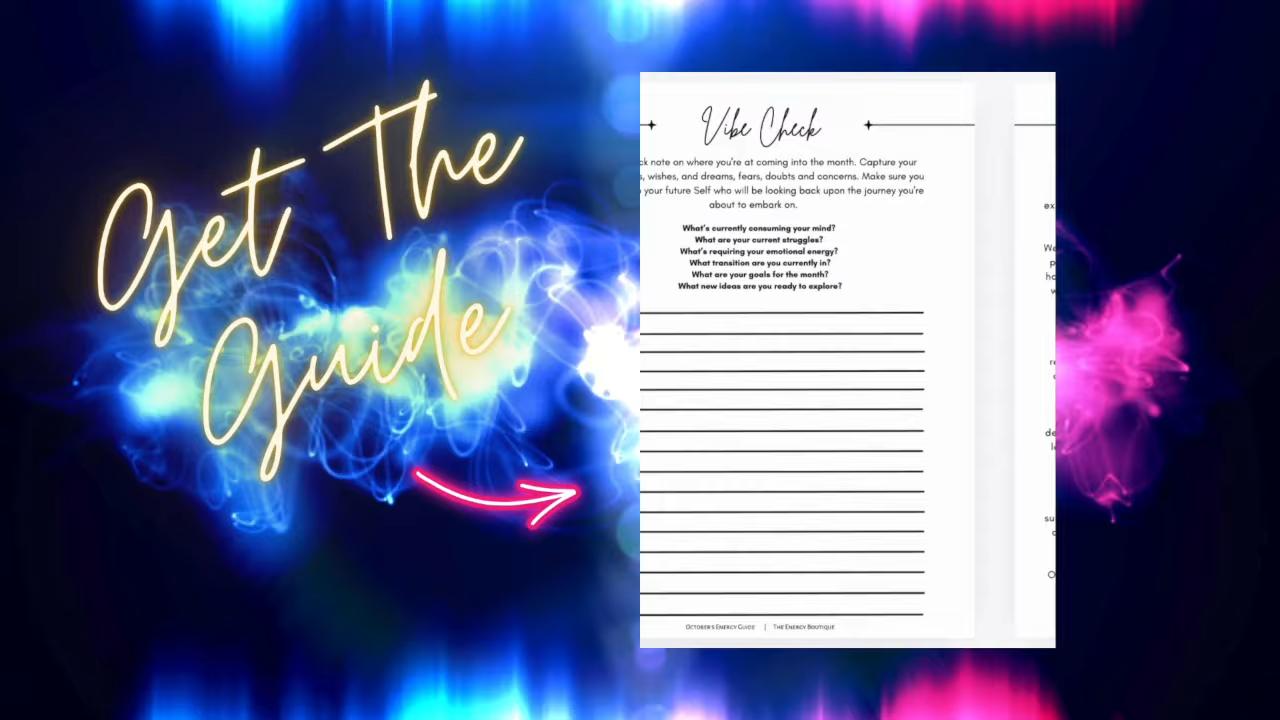 Get The
Guide
Vibe Check
note on where you're at coming into the month. Capture your
wishes, and dreams, fears, doubts and concerns. Make sure you
your future Self who will be looking back upon the journey you're
about to embark on.
What's currently consuming your mind?
What are your current struggles?
What's requiring your emotional energy?
What transition are you currently in?
What are your goals for the month?
What new ideas are you ready to explore?
October's Energy Guide | The Energy Boutique